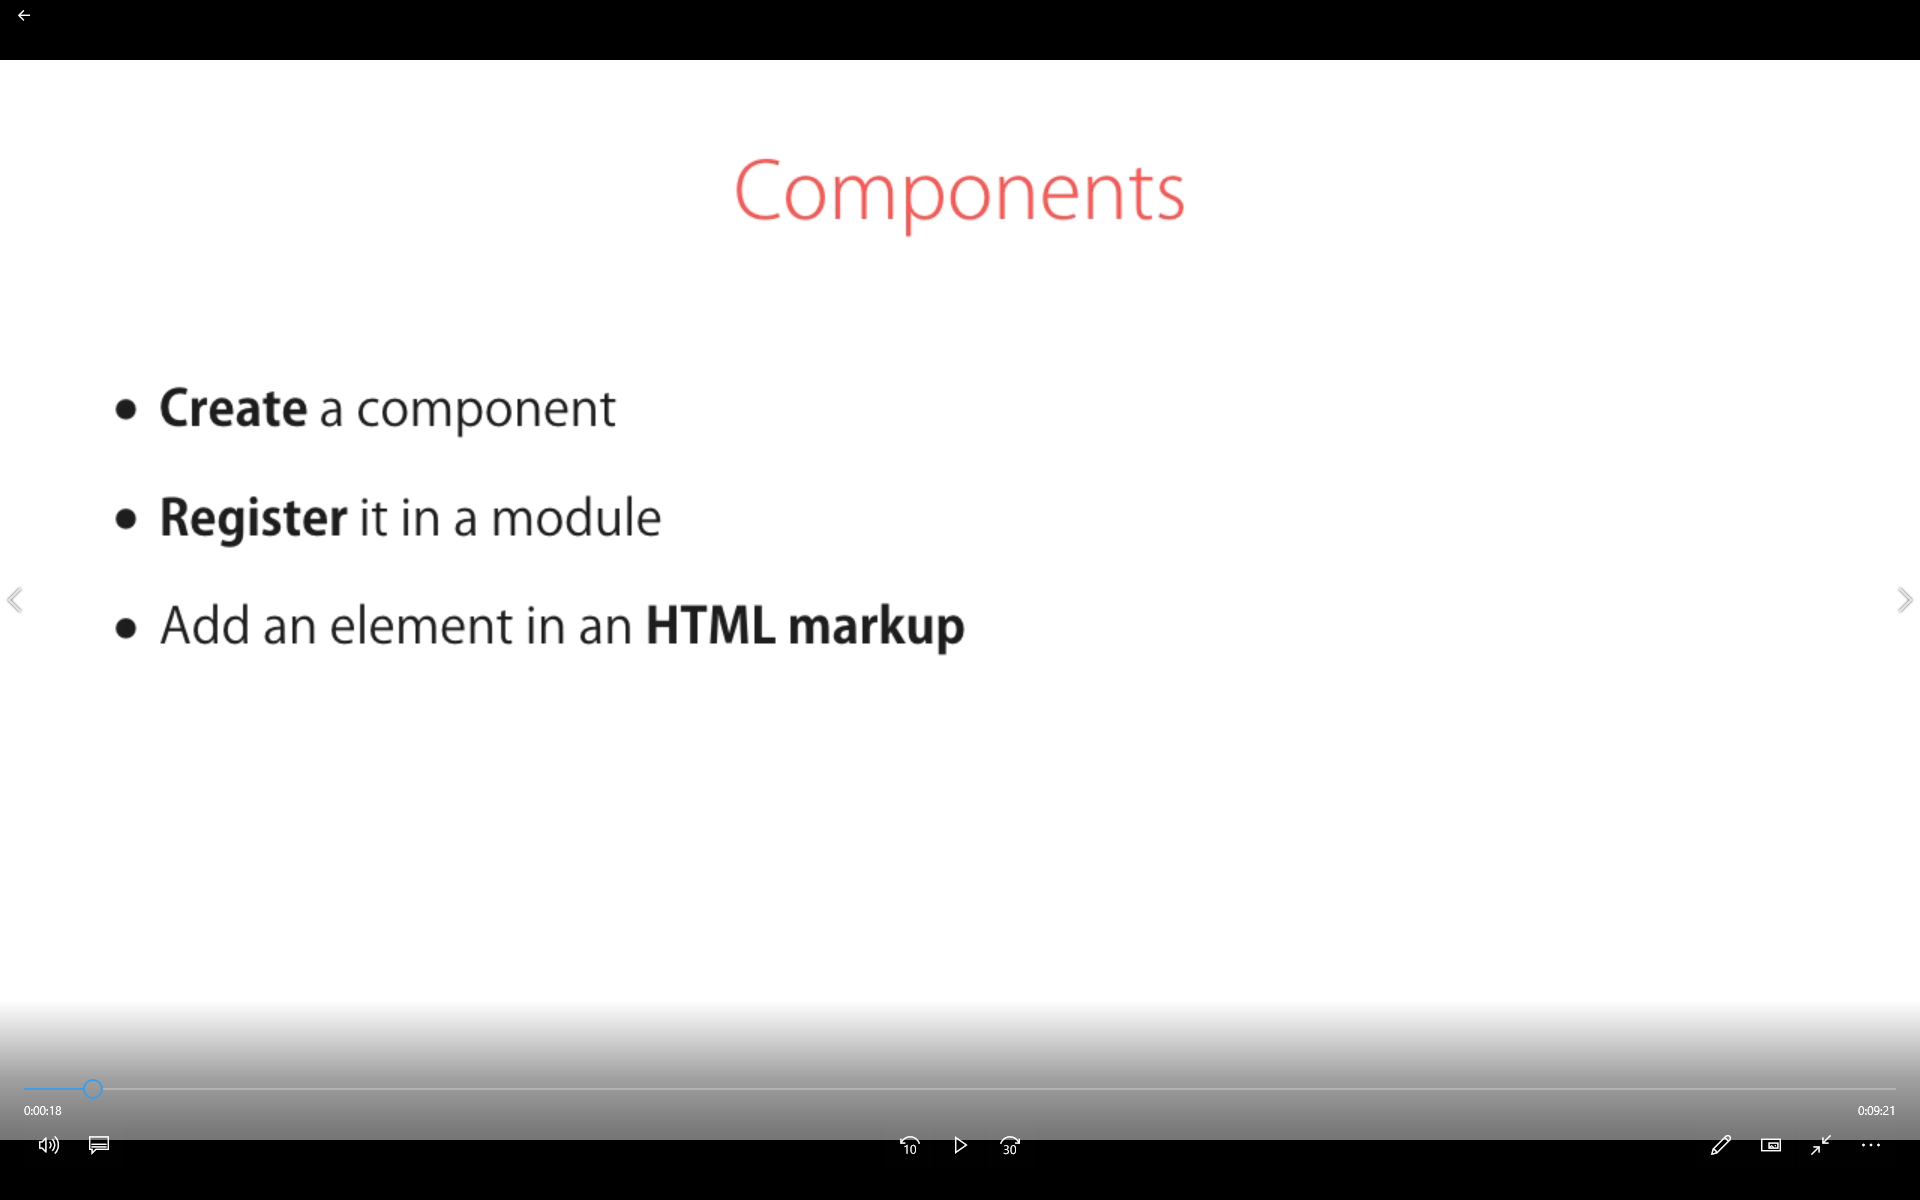 Components
• Create a component
• Register it in a module
• Add an element in an HTML markup
0:00:18
0:09:21
10
30